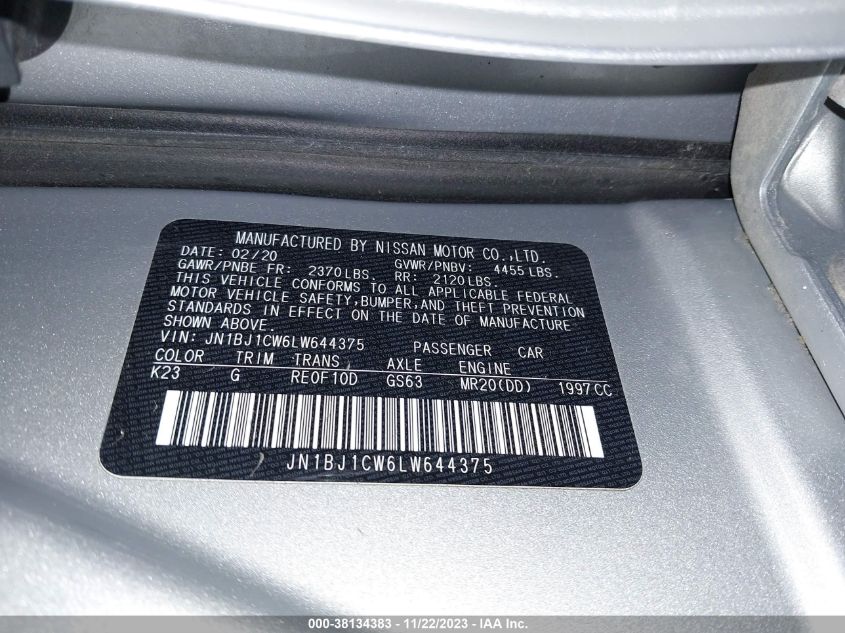 MANUFACTURED BY NISSAN MOTOR CO.,LTD.
DATE: 02/20 GVWR/PNBV: 4455 LBS.
GAWR/PNBE FR: 2370LBS. RR: 2120LBS.
THIS VEHICLE CONFORMS TO ALL APPLICABLE FEDERAL
MOTOR VEHICLE SAFETY,BUMPER,AND THEFT PREVENTION
STANDARDS IN EFFECT ON THE DATE OF MANUFACTURE
SHOWN ABOVE.
VIN: JN1BJ1CW6LW644375 PASSENGER CAR
COLOR TRIM TRANS AXLE ENGINE
K23 G RE0F10D GS63 MR20(DD) 1997CC
JN1BJ1CW6LW644375
000-38134383 - 11/22/2023 - IAA Inc.